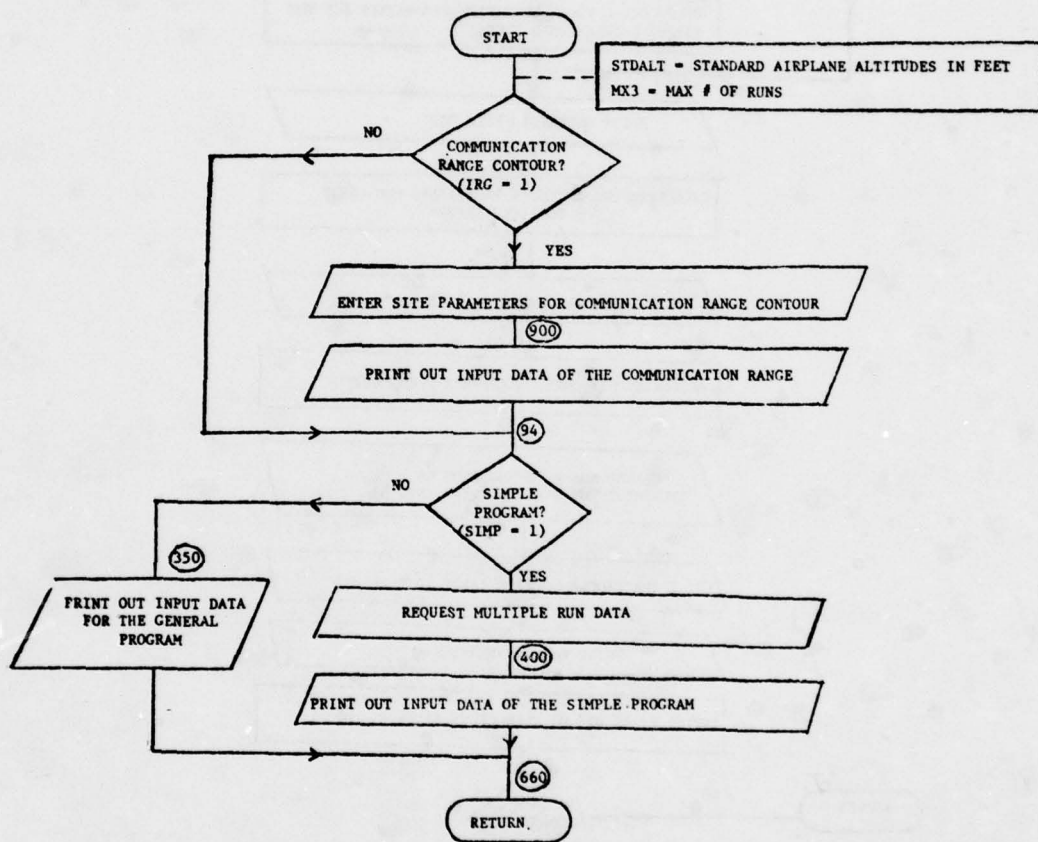 START
STDALT = STANDARD AIRPLANE ALTITUDES IN FEET
MX3 = MAX # OF RUNS
NO
COMMUNICATION
RANGE CONTOUR?
(IRG = 1)
YES
ENTER SITE PARAMETERS FOR COMMUNICATION RANGE CONTOUR
900
PRINT OUT INPUT DATA OF THE COMMUNICATION RANGE
94
NO
SIMPLE
PROGRAM?
(SIMP = 1)
350
YES
PRINT OUT INPUT DATA
FOR THE GENERAL
PROGRAM
REQUEST MULTIPLE RUN DATA
400
PRINT OUT INPUT DATA OF THE SIMPLE PROGRAM
660
RETURN